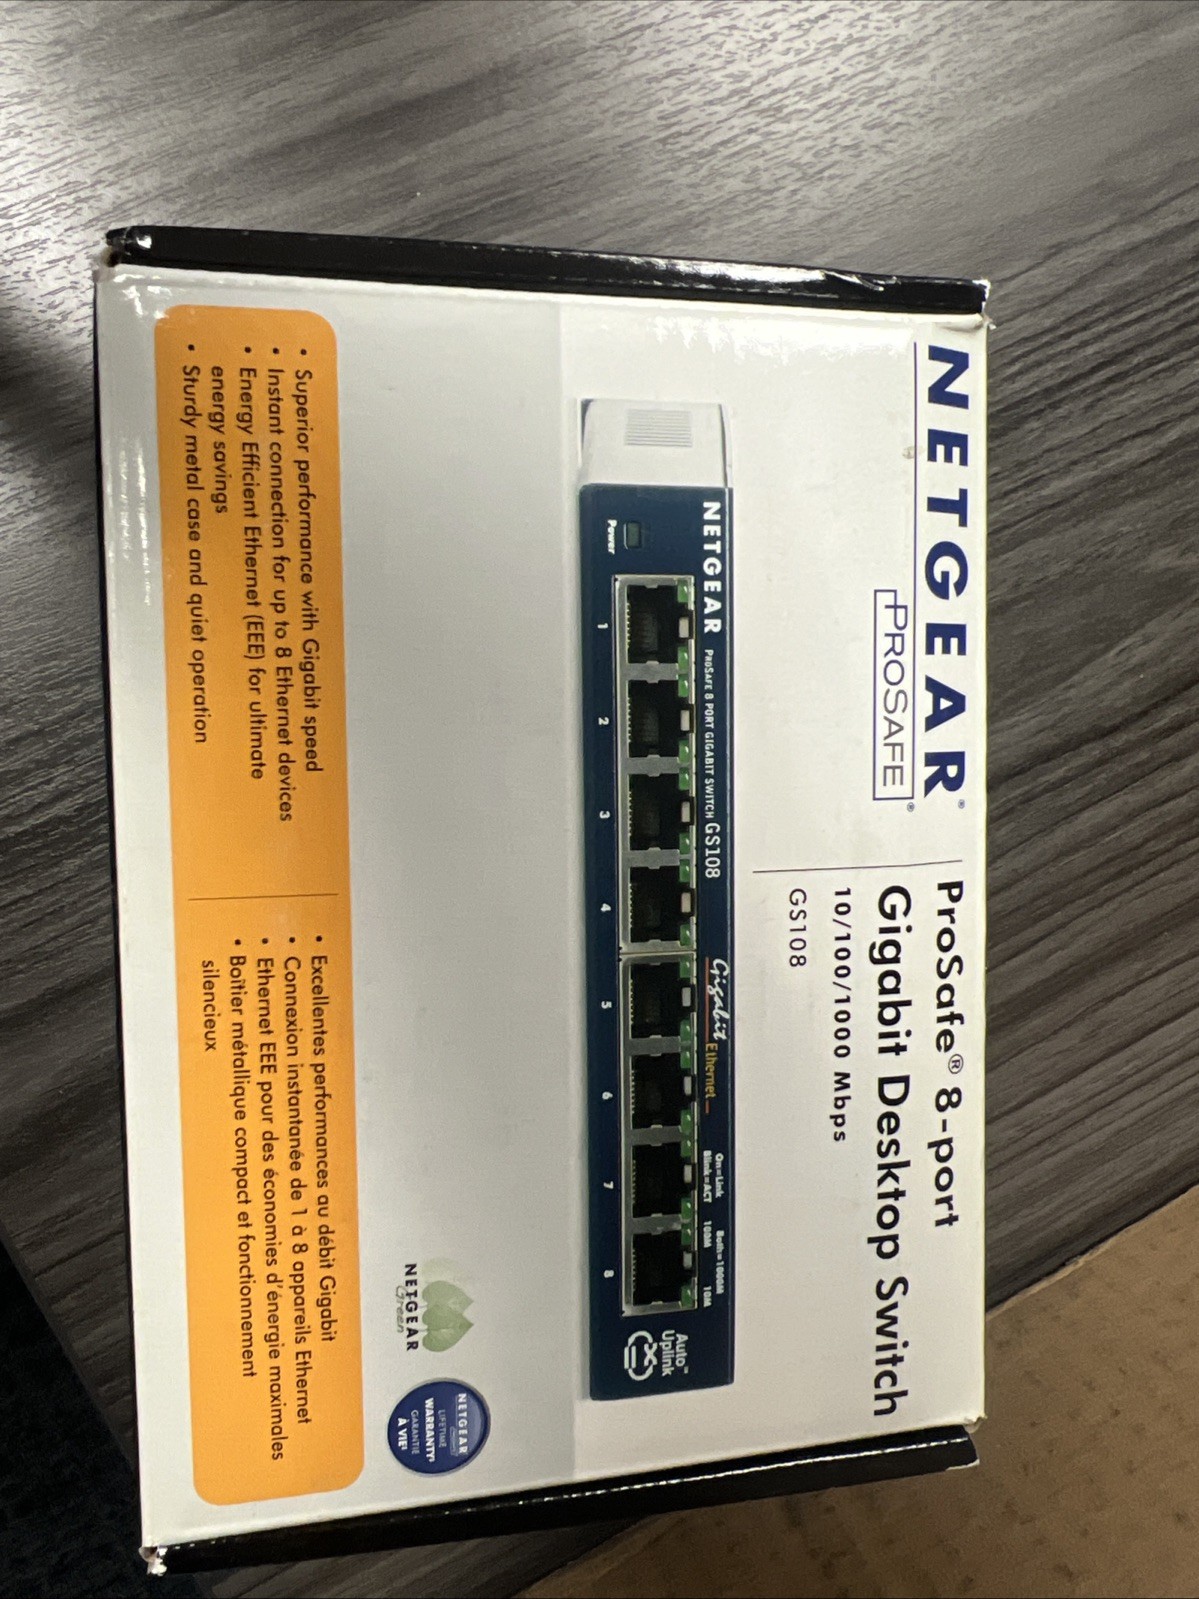 NETGEAR®
PROSAFE®
ProSafe® 8-port
Gigabit Desktop Switch
10/100/1000 Mbps
GS108
NETGEAR ProSafe 8 PORT GIGABIT SWITCH GS108
Gigabit Ethernet
On=Link
Blink=ACT
Both=1000M
100M 10M
Power
1 2 3 4 5 6 7 8
Auto™
Uplink
NETGEAR
Green
NETGEAR
LIFETIME
WARRANTY¹
GARANTIE
À VIE¹
• Superior performance with Gigabit speed
• Instant connection for up to 8 Ethernet devices
• Energy Efficient Ethernet (EEE) for ultimate
energy savings
• Sturdy metal case and quiet operation
• Excellentes performances au débit Gigabit
• Connexion instantanée de 1 à 8 appareils Ethernet
• Ethernet EEE pour des économies d'énergie maximales
• Boîtier métallique compact et fonctionnement
silencieux